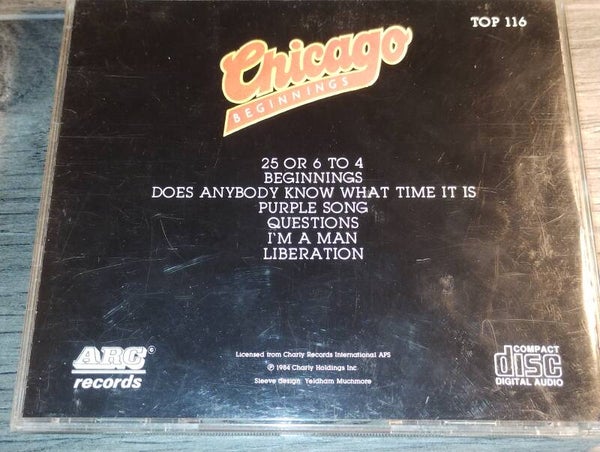 TOP 116
Chicago
BEGINNINGS
25 OR 6 TO 4
BEGINNINGS
DOES ANYBODY KNOW WHAT TIME IT IS
PURPLE SONG
QUESTIONS
I'M A MAN
LIBERATION
ARC®
records
Licensed from Charly Records International APS
℗ 1984 Charly Holdings Inc
Sleeve design: Yeldham Muchmore
COMPACT
disc
DIGITAL AUDIO